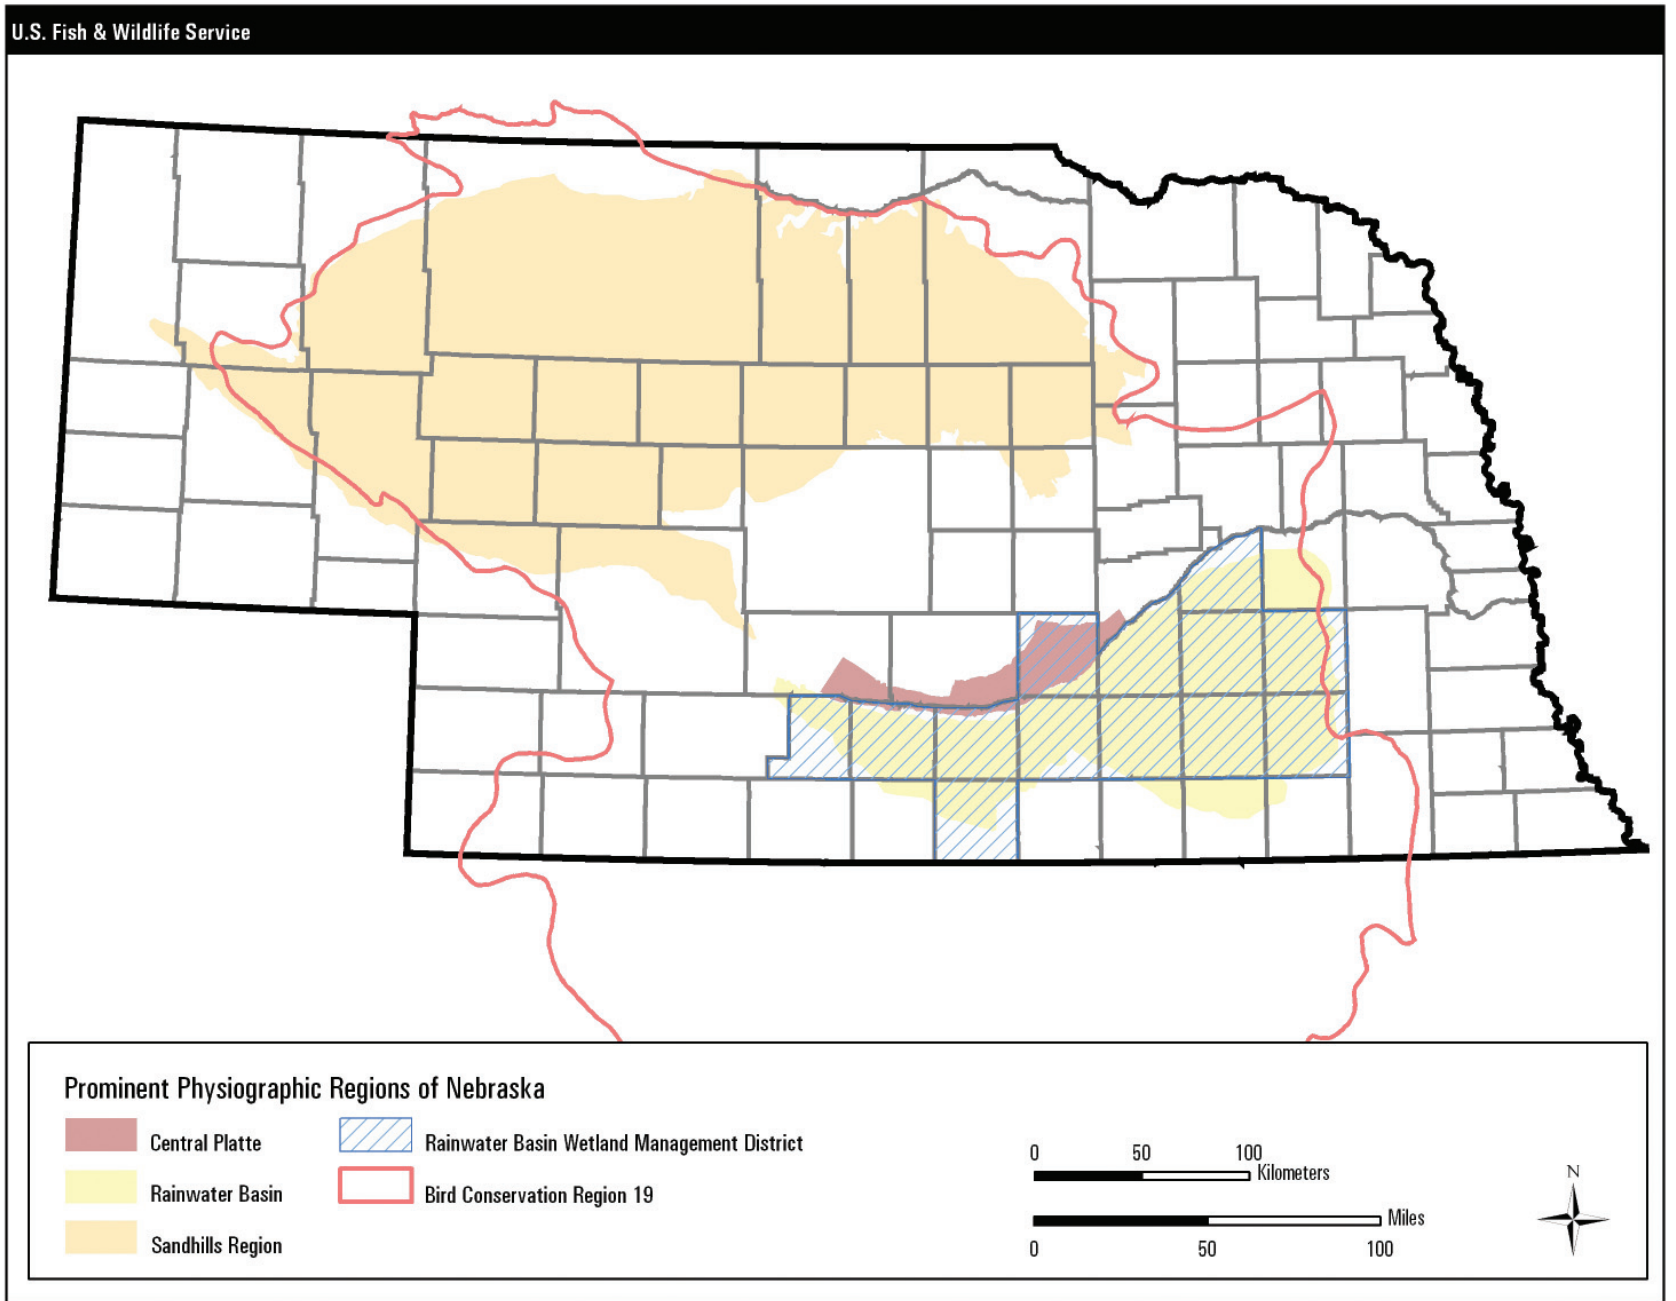 U.S. Fish & Wildlife Service
Prominent Physiographic Regions of Nebraska
Central Platte
Rainwater Basin
Sandhills Region
Rainwater Basin Wetland Management District
Bird Conservation Region 19
0 50 100
Kilometers
Miles
0 50 100
N